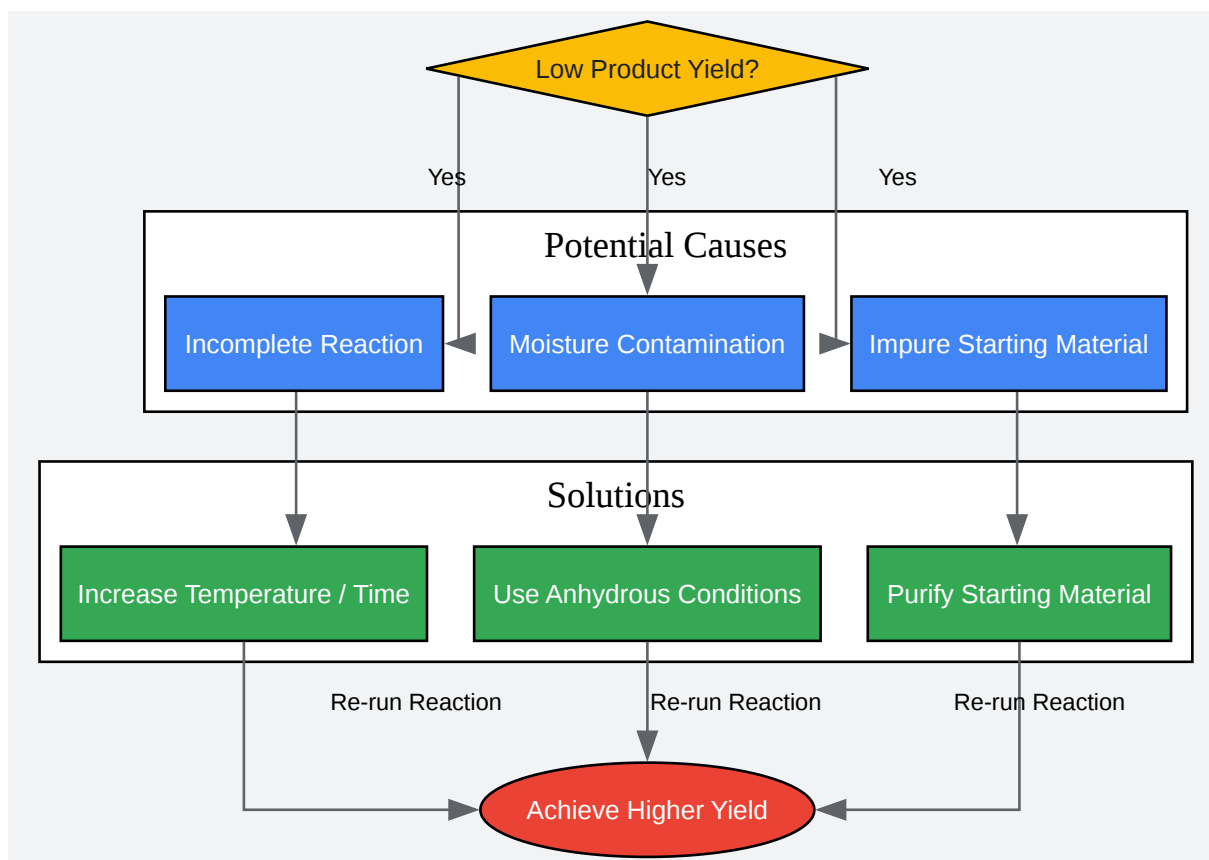 Low Product Yield?
Yes
Yes
Yes
Potential Causes
Incomplete Reaction
Moisture Contamination
Impure Starting Material
Solutions
Increase Temperature / Time
Use Anhydrous Conditions
Purify Starting Material
Re-run Reaction
Re-run Reaction
Re-run Reaction
Achieve Higher Yield